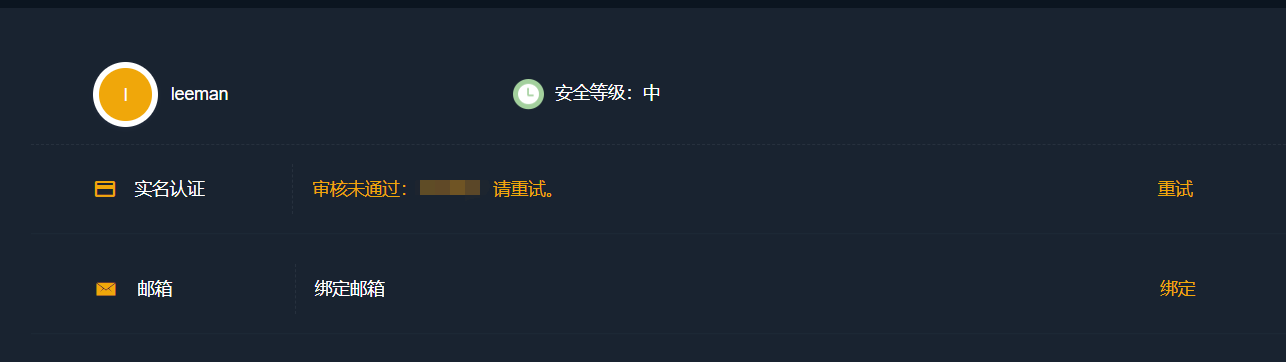 l
leeman
安全等级：中
实名认证
审核未通过： 请重试。
重试
邮箱
绑定邮箱
绑定